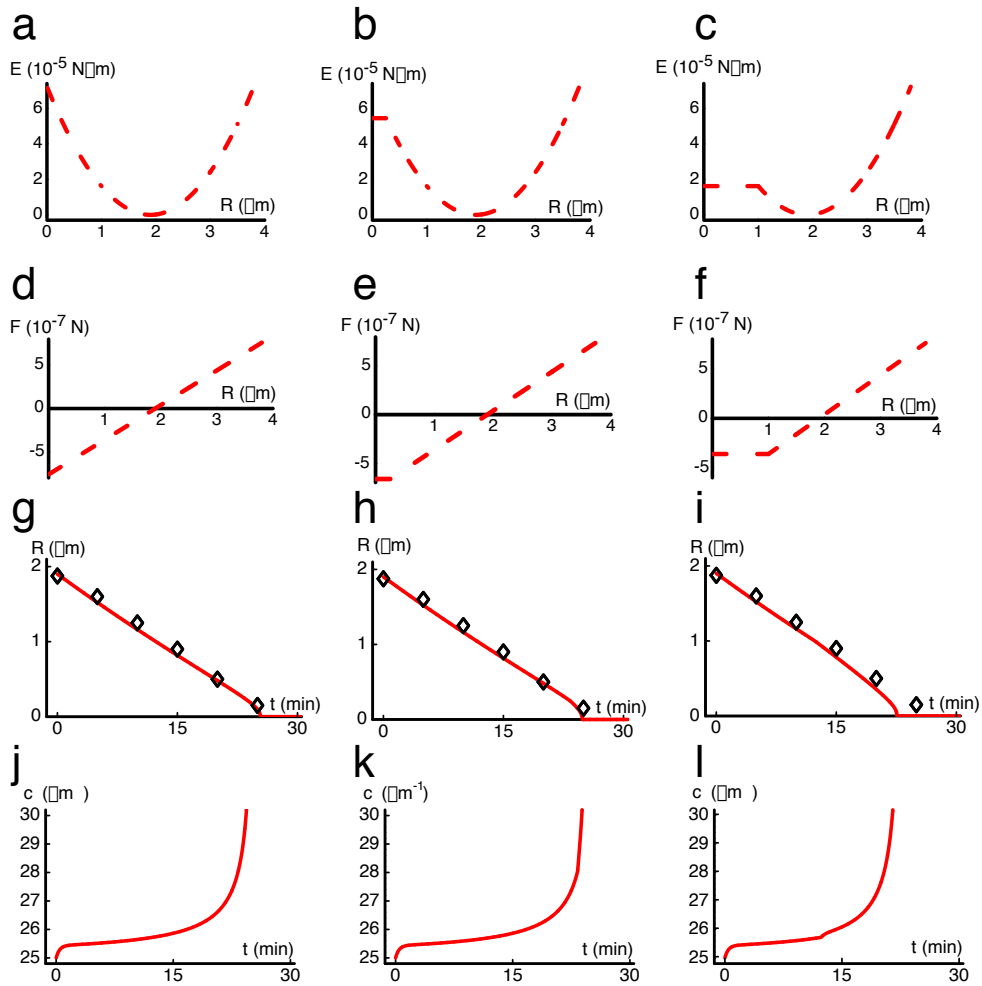 a b c
E (10⁻⁵ N▯m) E (10⁻⁵ N▯m) E (10⁻⁵ N▯m)
6 6 6
4 4 4
2 2 2
0 R (▯m) 0 R (▯m) 0 R (▯m)
0 1 2 3 4 0 1 2 3 4 0 1 2 3 4
d e f
F (10⁻⁷ N) F (10⁻⁷ N) F (10⁻⁷ N)
5 5 5
R (▯m) R (▯m) R (▯m)
0 0 0
1 2 3 4 1 2 3 4 1 2 3 4
-5 -5 -5
g h i
R (▯m) R (▯m) R (▯m)
2 2 2
1 1 1
t (min) t (min) t (min)
0 0 0
0 15 30 0 15 30 0 15 30
j k l
c (▯m ) c (▯m⁻¹) c (▯m )
30 30 30
29 29 29
28 28 28
27 27 27
26 26 26
t (min) t (min) t (min)
25 25 25
0 15 30 0 15 30 0 15 30